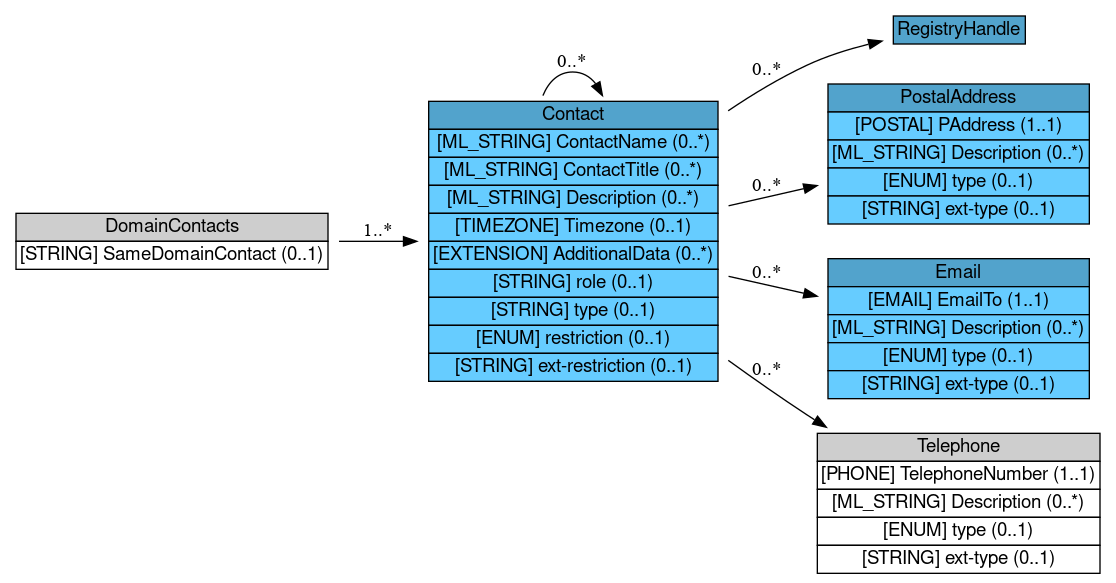 DomainContacts
[STRING] SameDomainContact (0..1)
1..*
0..*
Contact
[ML_STRING] ContactName (0..*)
[ML_STRING] ContactTitle (0..*)
[ML_STRING] Description (0..*)
[TIMEZONE] Timezone (0..1)
[EXTENSION] AdditionalData (0..*)
[STRING] role (0..1)
[STRING] type (0..1)
[ENUM] restriction (0..1)
[STRING] ext-restriction (0..1)
0..*
RegistryHandle
0..*
PostalAddress
[POSTAL] PAddress (1..1)
[ML_STRING] Description (0..*)
[ENUM] type (0..1)
[STRING] ext-type (0..1)
0..*
Email
[EMAIL] EmailTo (1..1)
[ML_STRING] Description (0..*)
[ENUM] type (0..1)
[STRING] ext-type (0..1)
0..*
Telephone
[PHONE] TelephoneNumber (1..1)
[ML_STRING] Description (0..*)
[ENUM] type (0..1)
[STRING] ext-type (0..1)